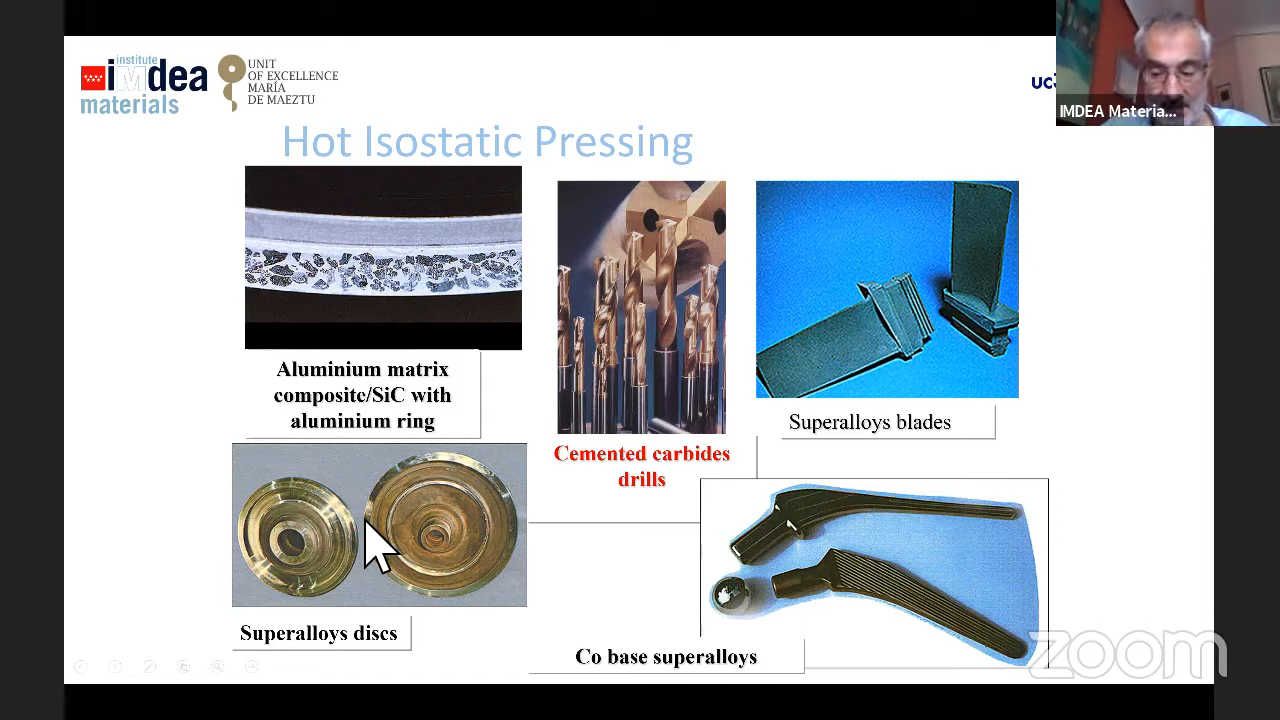 institute
iMdea
materials
UNIT
OF EXCELLENCE
MARÍA
DE MAEZTU
UC3
IMDEA Materia...
Hot Isostatic Pressing
Aluminium matrix
composite/SiC with
aluminium ring
Cemented carbides
drills
Superalloys blades
Superalloys discs
Co base superalloys
zoom